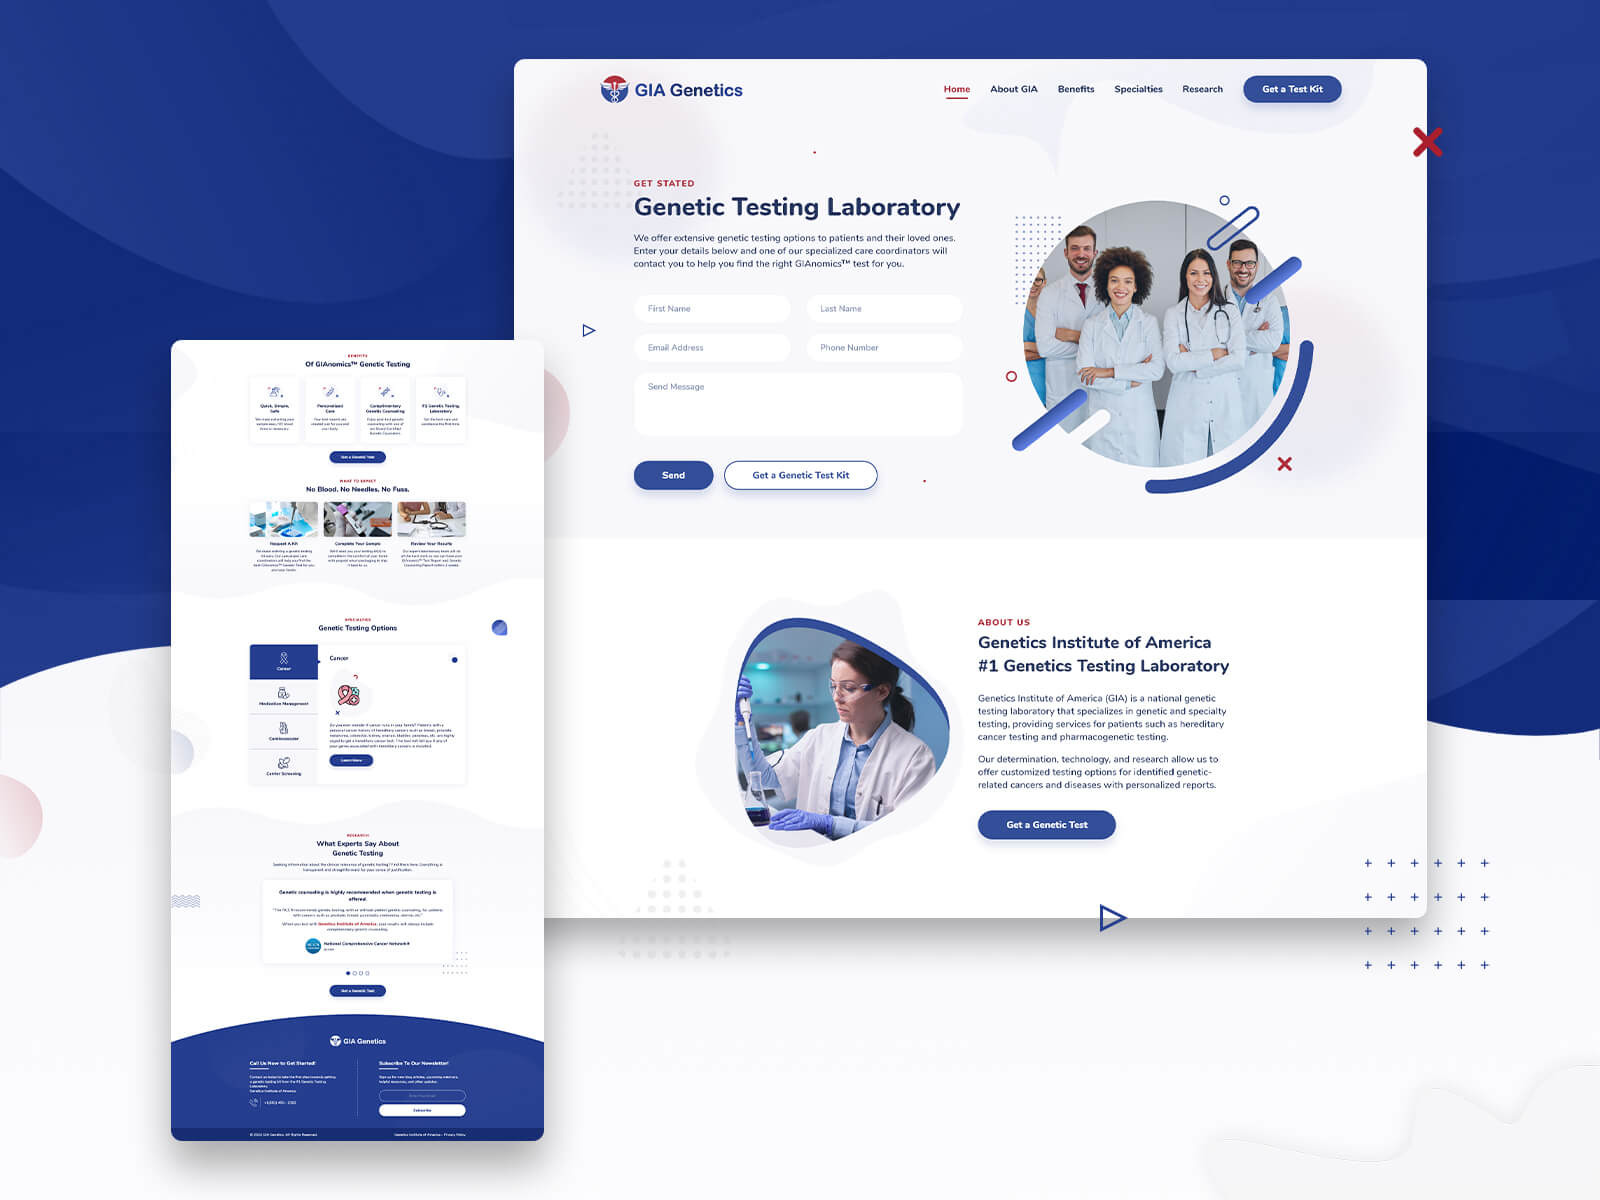 GIA Genetics
Home
About GIA
Benefits
Specialties
Research
Get a Test Kit
GET STATED
Genetic Testing Laboratory
We offer extensive genetic testing options to patients and their loved ones.
Enter your details below and one of our specialized care coordinators will
contact you to help you find the right GIAnomics™ test for you.
First Name
Last Name
Email Address
Phone Number
Send Message
Send
Get a Genetic Test Kit
ABOUT US
Genetics Institute of America
#1 Genetics Testing Laboratory
Genetics Institute of America (GIA) is a national genetic
testing laboratory that specializes in genetic and specialty
testing, providing services for patients such as hereditary
cancer testing and pharmacogenetic testing.
Our determination, technology, and research allow us to
offer customized testing options for identified genetic-
related cancers and diseases with personalized reports.
Get a Genetic Test
BENEFITS
Of GIAnomics™ Genetic Testing
Quick, Simple,
Safe
Personalized
Care
Complimentary
Genetic Counseling
#1 Genetic Testing
Laboratory
Get a Genetic Test
WHAT TO EXPECT
No Blood. No Needles. No Fuss.
Request A Kit
Complete Your Sample
Review Your Results
SPECIALTIES
Genetic Testing Options
Cancer
Medication Management
Cardiovascular
Carrier Screening
Cancer
Learn More
RESEARCH
What Experts Say About
Genetic Testing
Genetic counseling is highly recommended when genetic testing is
offered.
National Comprehensive Cancer Network®
Get a Genetic Test
GIA Genetics
Call Us Now to Get Started!
Genetics Institute of America
Subscribe To Our Newsletter!
Subscribe
Genetics Institute of America - Privacy Policy